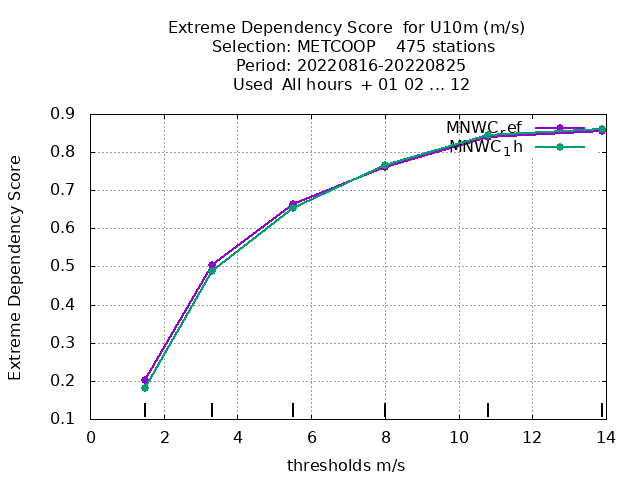 Extreme Dependency Score  for U10m (m/s)
Selection: METCOOP    475 stations
Period: 20220816-20220825
Used  All hours  + 01 02 ... 12
Extreme Dependency Score
0.9
0.8
0.7
0.6
0.5
0.4
0.3
0.2
0.1
MNWCref
MNWC1h
0 2 4 6 8 10 12 14
thresholds m/s